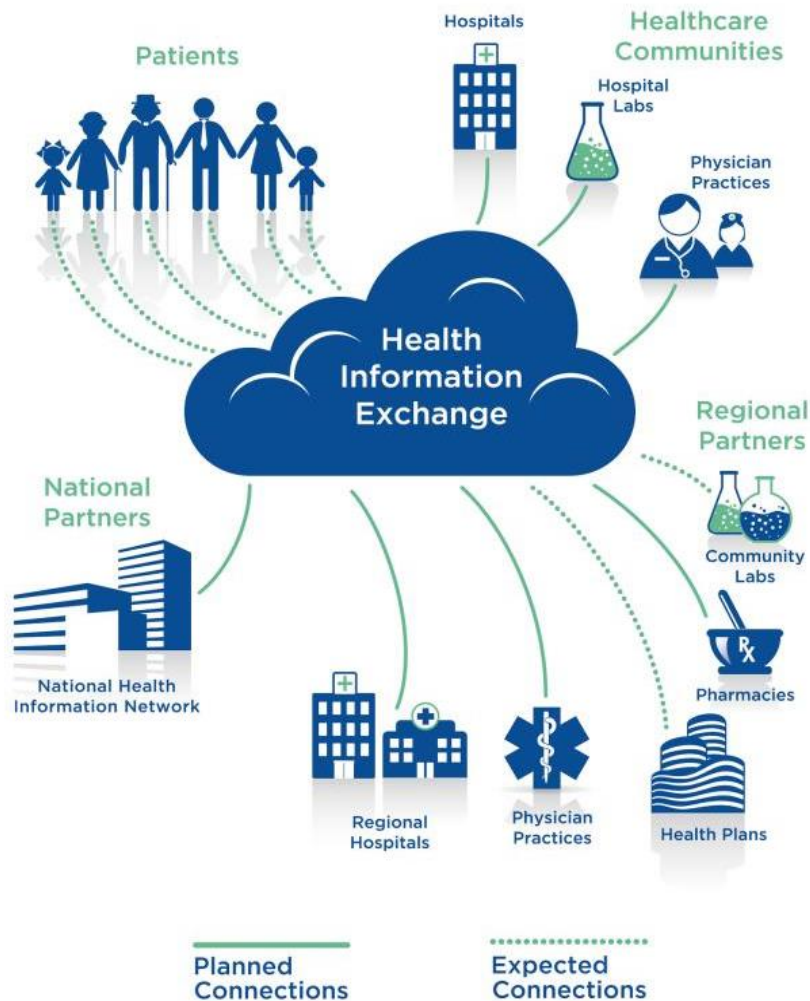 Patients
Hospitals
Healthcare
Communities
Hospital
Labs
Physician
Practices
Health
Information
Exchange
Regional
Partners
Community
Labs
Rx
Pharmacies
National
Partners
National Health
Information Network
Regional
Hospitals
Physician
Practices
Health Plans
Planned
Connections
Expected
Connections